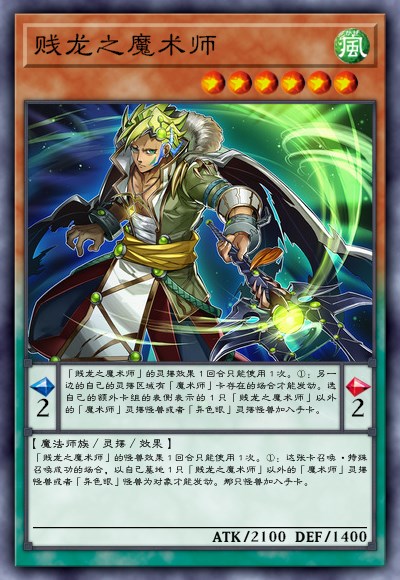 贱龙之魔术师
風
「贱龙之魔术师」的灵摆效果1回合只能使用1次。①：另一
边的自己的灵摆区域有「魔术师」卡存在的场合才能发动。选
自己的额外卡组的表侧表示的1只「贱龙之魔术师」以外
的「魔术师」灵摆怪兽或者「异色眼」灵摆怪兽加入手卡。
2
2
【魔法师族／灵摆／效果】
「贱龙之魔术师」的怪兽效果1回合只能使用1次。①：这张卡召唤·特殊
召唤成功的场合，以自己墓地1只「贱龙之魔术师」以外的「魔术师」灵摆
怪兽或者「异色眼」怪兽为对象才能发动。那只怪兽加入手卡。
ATK/2100 DEF/1400